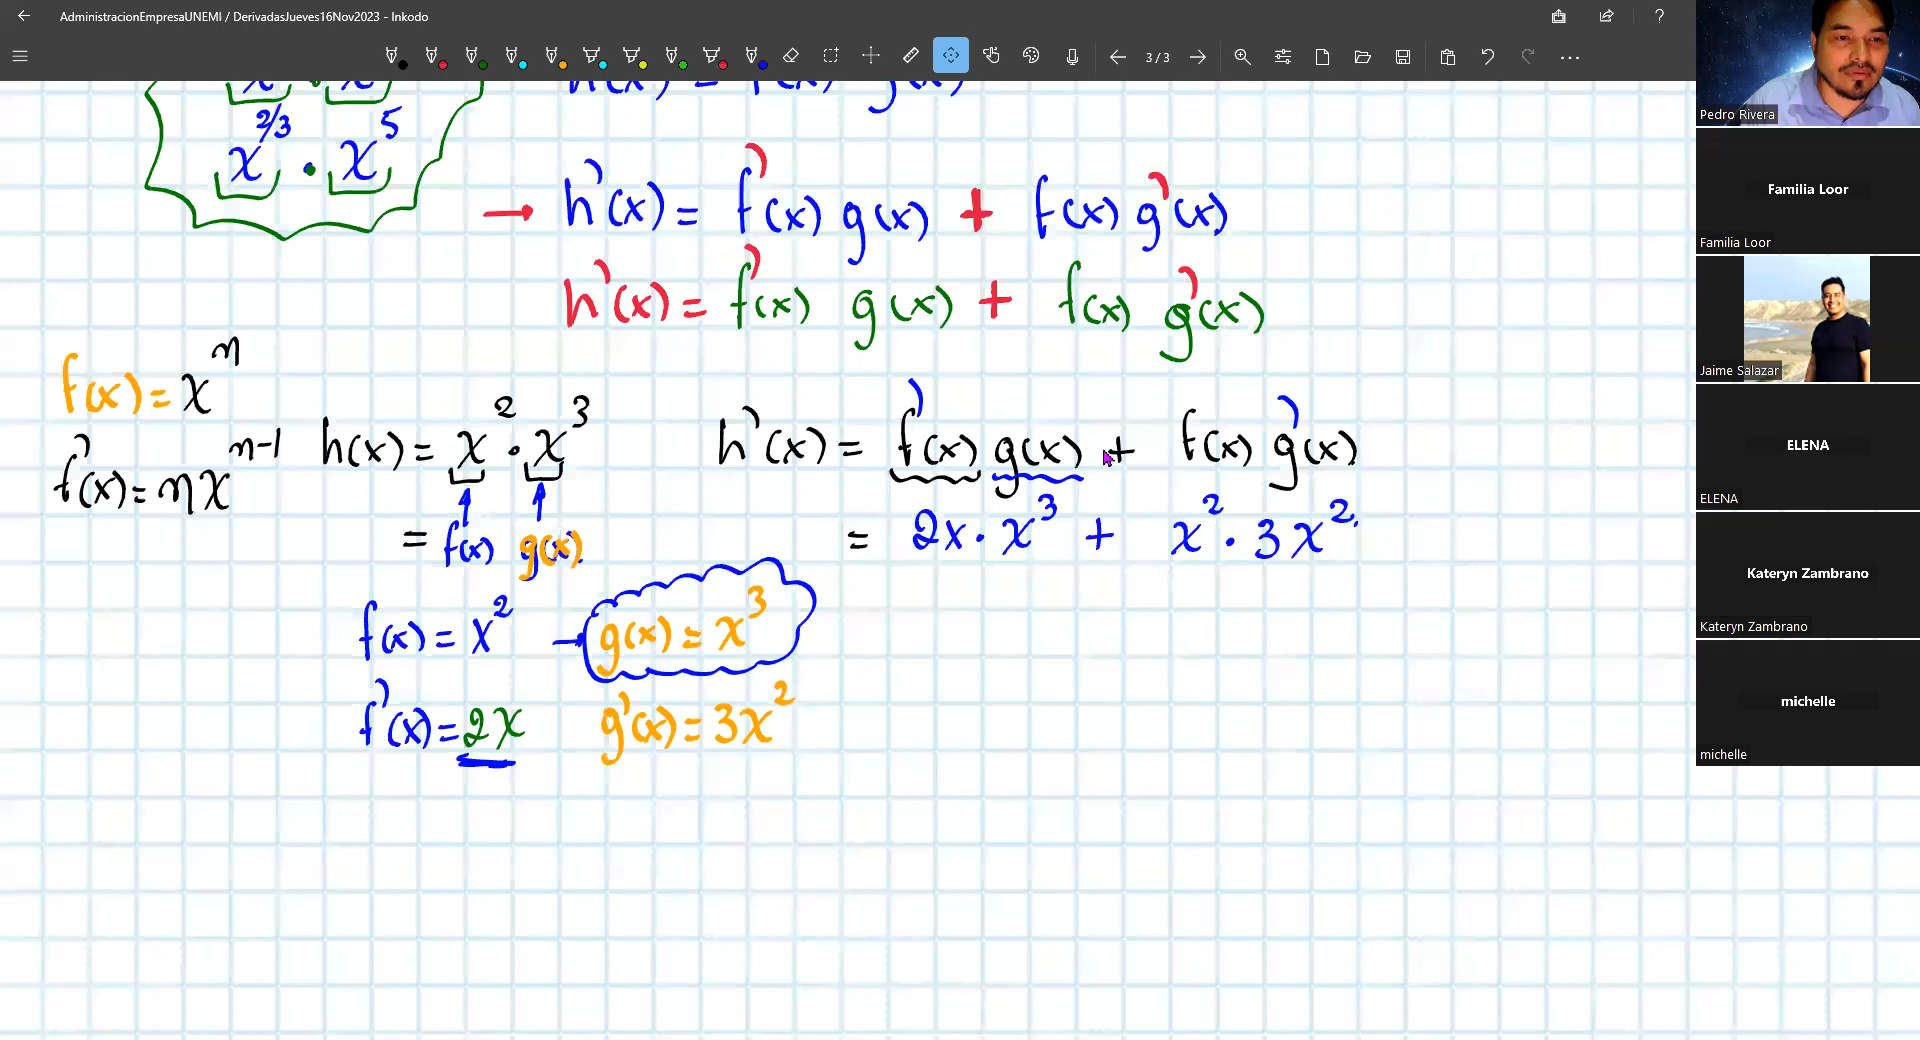 AdministracionEmpresaUNEMI / DerivadasJueves16Nov2023 - Inkodo
3 / 3
x^{2/3} · x^5
h'(x) = f'(x) g(x) + f(x) g'(x)
h'(x) = f'(x) g(x) + f(x) g'(x)
f(x) = x^n
f'(x) = nx^{n-1}
h(x) = x^2 · x^3
= f(x) g(x).
f(x) = x^2
g(x) = x^3
f'(x) = 2x
g'(x) = 3x^2
h'(x) = f'(x) g(x) + f(x) g'(x).
= 2x · x^3 + x^2 · 3x^2.
Pedro Rivera
Familia Loor
Familia Loor
Jaime Salazar
ELENA
ELENA
Kateryn Zambrano
Kateryn Zambrano
michelle
michelle